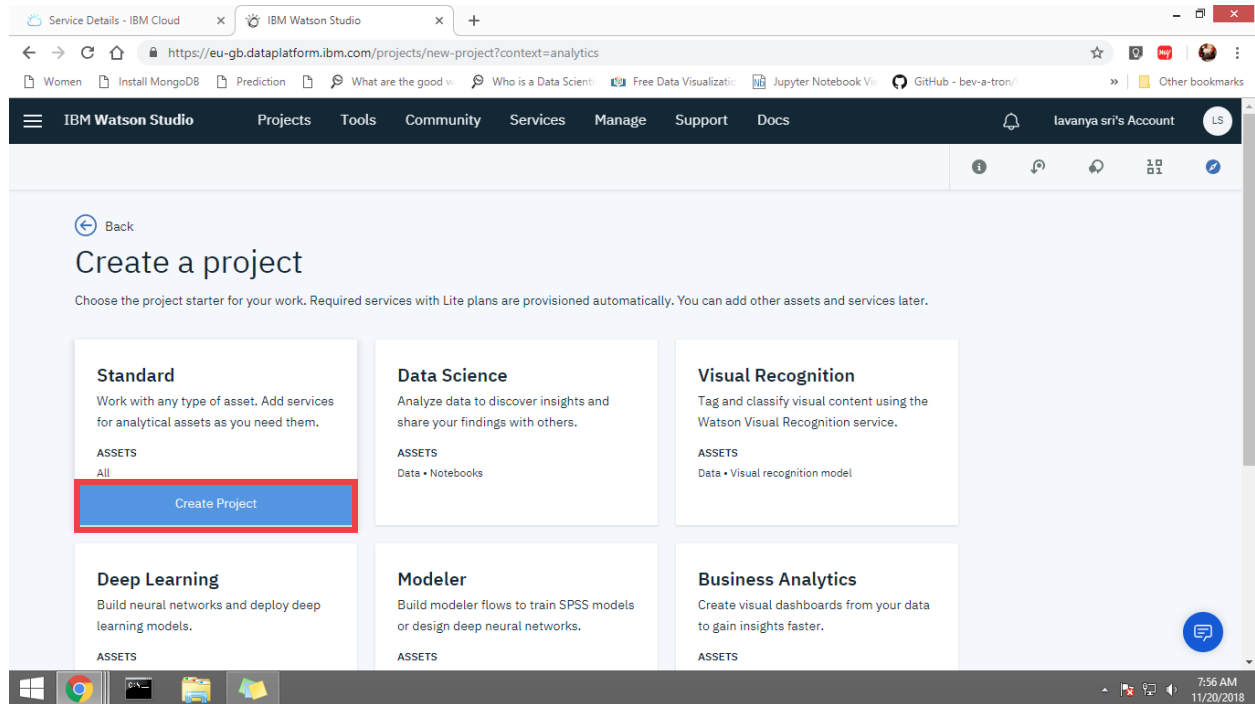 Service Details - IBM Cloud
IBM Watson Studio
https://eu-gb.dataplatform.ibm.com/projects/new-project?context=analytics
Women Install MongoDB Prediction What are the good w Who is a Data Scienti Free Data Visualizatio Jupyter Notebook Vie GitHub - bev-a-tron/ » Other bookmarks
IBM Watson Studio Projects Tools Community Services Manage Support Docs lavanya sri's Account LS
Back
Create a project
Choose the project starter for your work. Required services with Lite plans are provisioned automatically. You can add other assets and services later.
Standard
Work with any type of asset. Add services
for analytical assets as you need them.
ASSETS
All
Create Project
Data Science
Analyze data to discover insights and
share your findings with others.
ASSETS
Data • Notebooks
Visual Recognition
Tag and classify visual content using the
Watson Visual Recognition service.
ASSETS
Data • Visual recognition model
Deep Learning
Build neural networks and deploy deep
learning models.
ASSETS
Modeler
Build modeler flows to train SPSS models
or design deep neural networks.
ASSETS
Business Analytics
Create visual dashboards from your data
to gain insights faster.
ASSETS
7:56 AM
11/20/2018